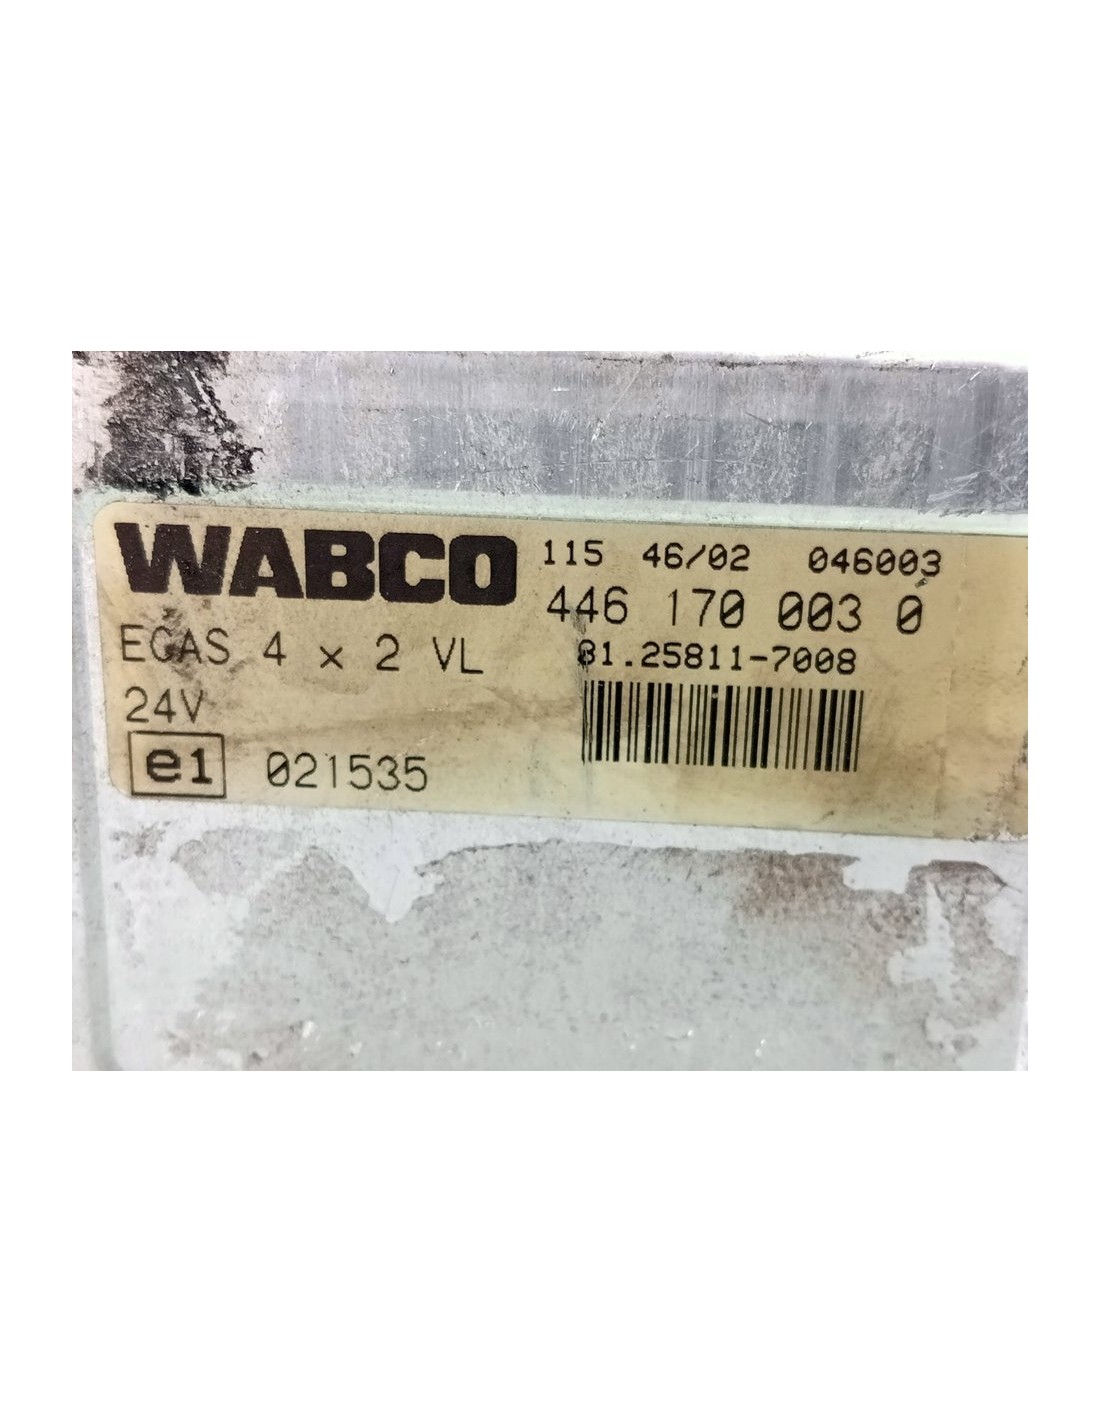 WABCO 115 46/02 046003
446 170 003 0
ECAS 4 x 2 VL 81.25811-7008
24V
e1 021535